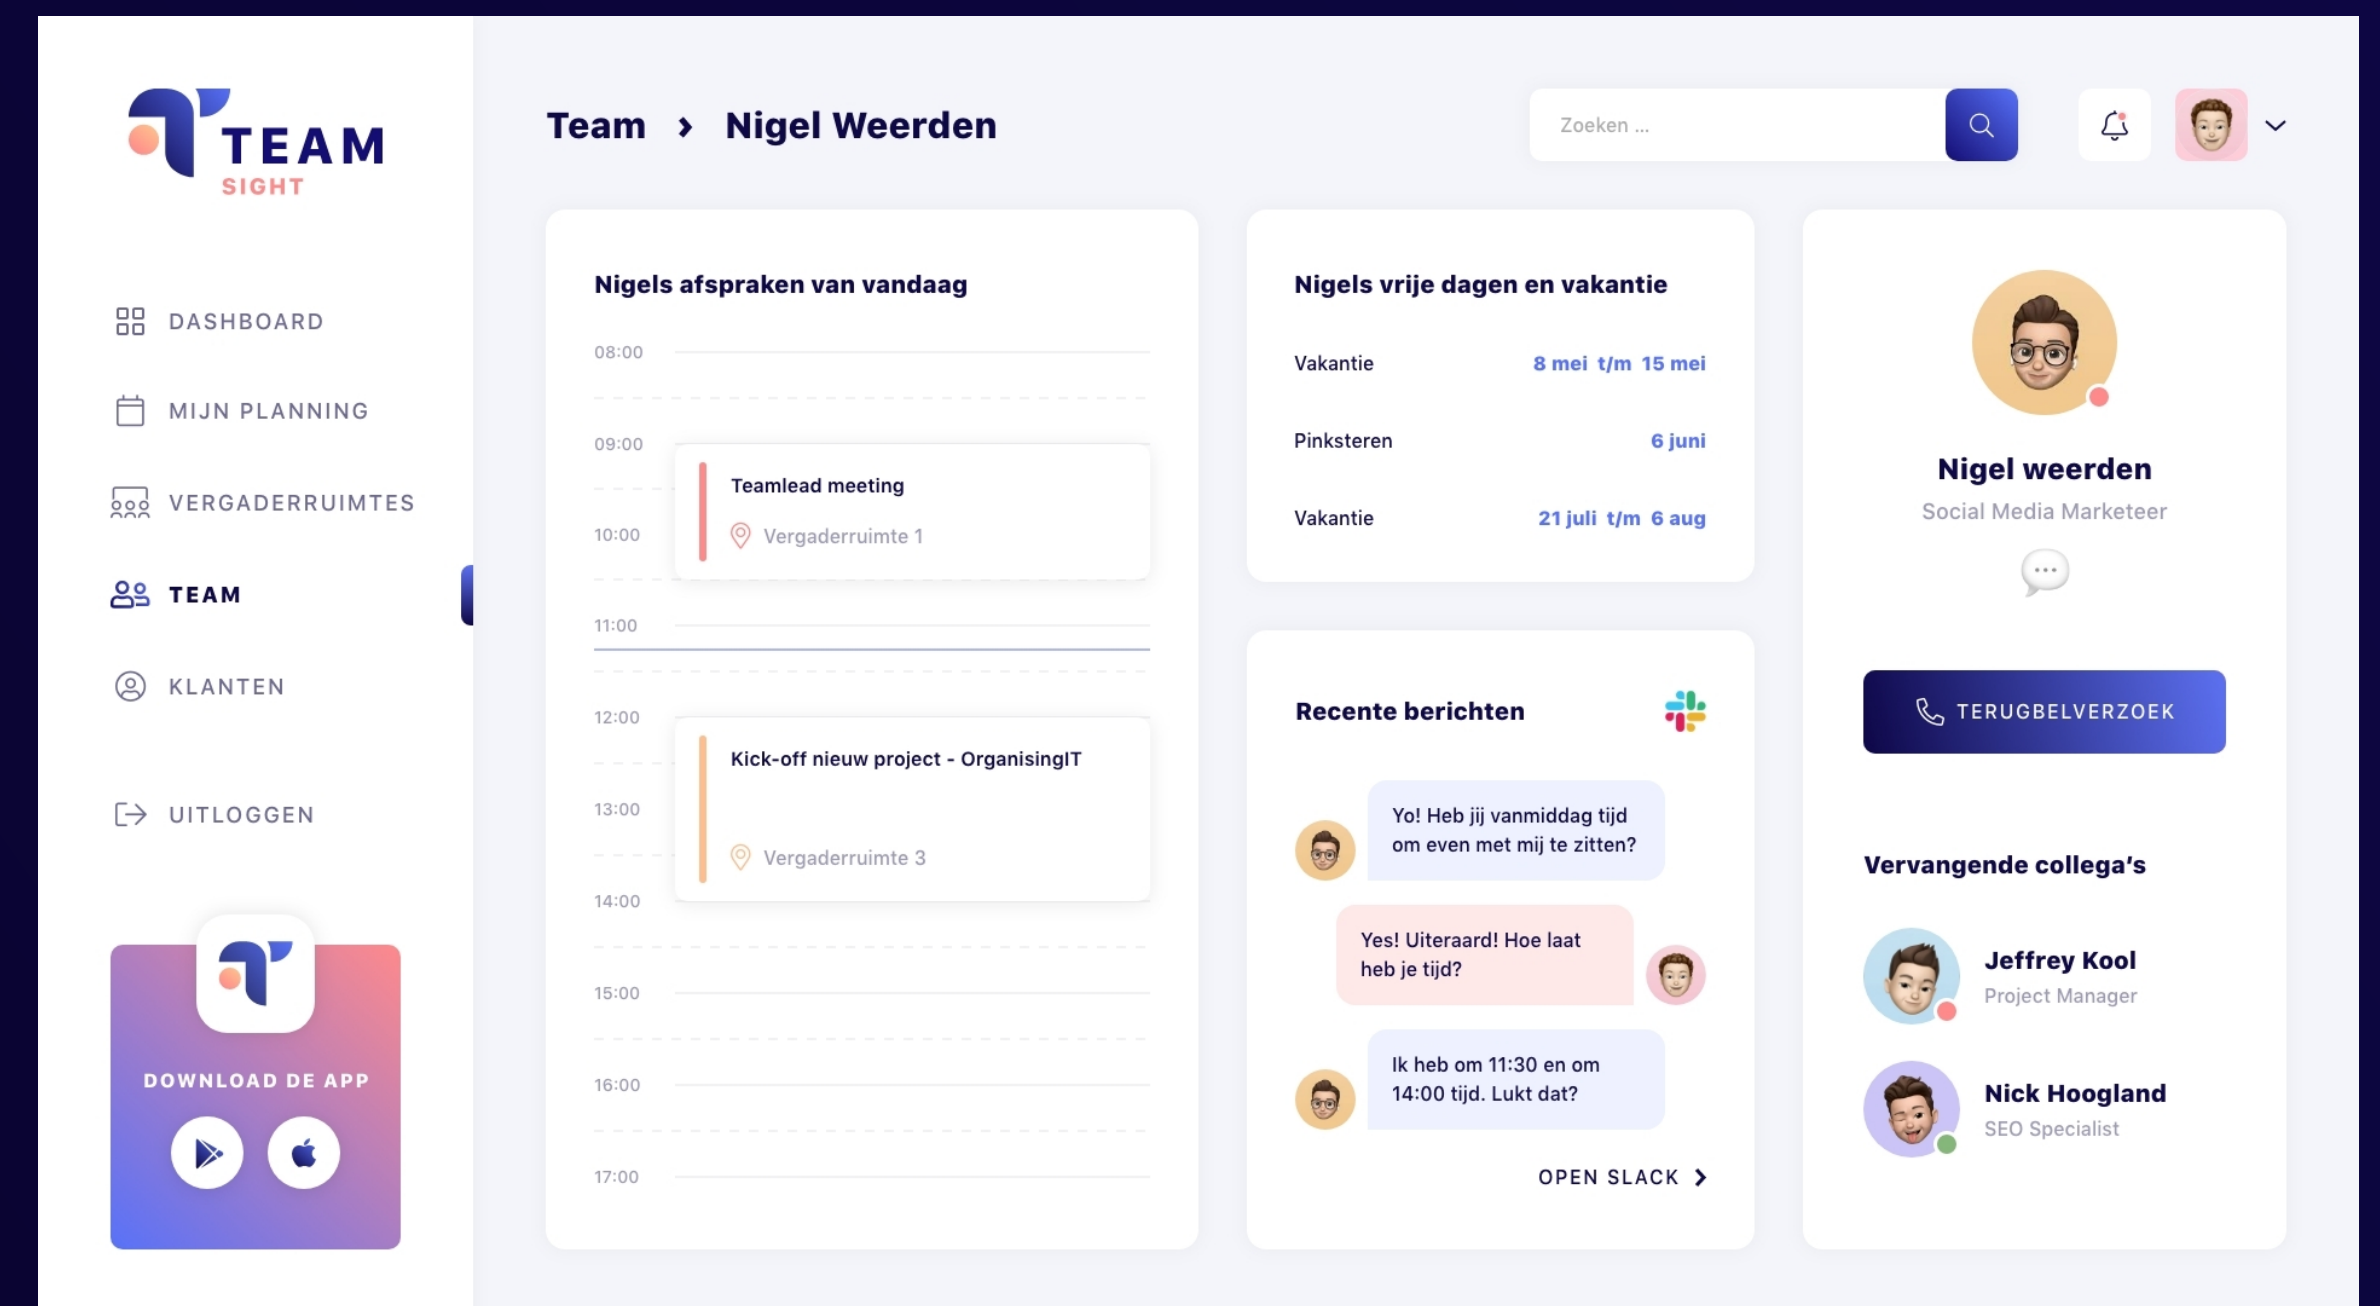 TEAM
SIGHT
DASHBOARD
MIJN PLANNING
VERGADERRUIMTES
TEAM
KLANTEN
UITLOGGEN
DOWNLOAD DE APP
Team › Nigel Weerden
Zoeken ...
Nigels afspraken van vandaag
08:00
09:00
Teamlead meeting
10:00
Vergaderruimte 1
11:00
12:00
Kick-off nieuw project - OrganisingIT
13:00
Vergaderruimte 3
14:00
15:00
16:00
17:00
Nigels vrije dagen en vakantie
Vakantie 8 mei t/m 15 mei
Pinksteren 6 juni
Vakantie 21 juli t/m 6 aug
Recente berichten
Yo! Heb jij vanmiddag tijd
om even met mij te zitten?
Yes! Uiteraard! Hoe laat
heb je tijd?
Ik heb om 11:30 en om
14:00 tijd. Lukt dat?
OPEN SLACK
Nigel weerden
Social Media Marketeer
TERUGBELVERZOEK
Vervangende collega’s
Jeffrey Kool
Project Manager
Nick Hoogland
SEO Specialist